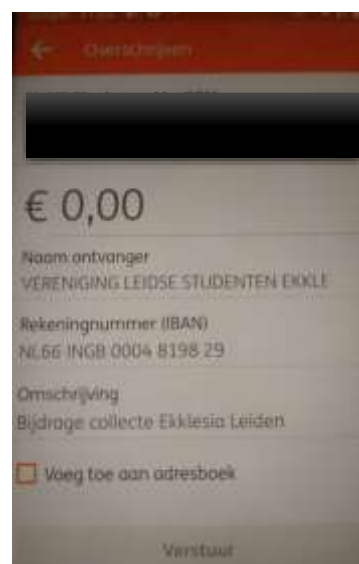 Overschrijven
€ 0,00
Naam ontvanger
VERENIGING LEIDSE STUDENTEN EKKLE
Rekeningnummer (IBAN)
NL66 INGB 0004 8198 29
Omschrijving
Bijdrage collecte Ekklesia Leiden
Voeg toe aan adresboek
Verstuur